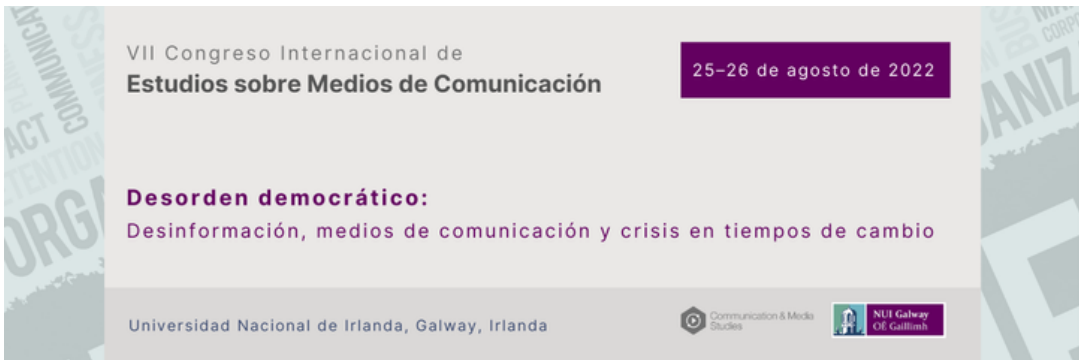 VII Congreso Internacional de
Estudios sobre Medios de Comunicación
25–26 de agosto de 2022
Desorden democrático:
Desinformación, medios de comunicación y crisis en tiempos de cambio
Universidad Nacional de Irlanda, Galway, Irlanda
Communication & Media
Studies
NUI Galway
OÉ Gaillimh